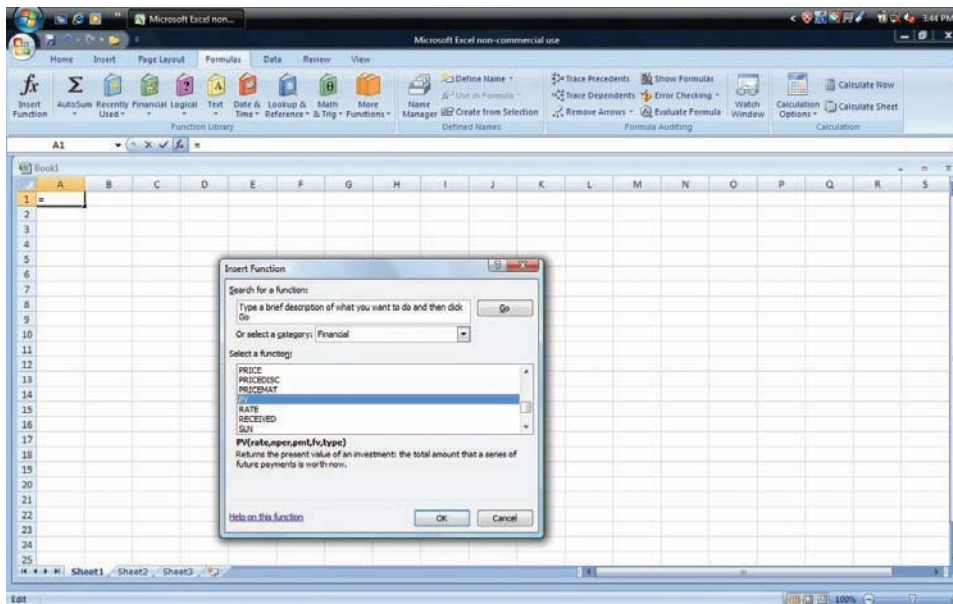 Microsoft Excel non...
3:44 PM
Microsoft Excel non-commercial use
Home Insert Page Layout Formulas Data Review View
fx Insert Function
Σ AutoSum
Recently Used
Financial
Logical
Text
Date & Time
Lookup & Reference
Math & Trig
More Functions
Function Library
Name Manager
Define Name
Use in Formula
Create from Selection
Defined Names
Trace Precedents
Trace Dependents
Remove Arrows
Show Formulas
Error Checking
Evaluate Formula
Formula Auditing
Watch Window
Calculation Options
Calculate Now
Calculate Sheet
Calculation
A1 fx =
Book1
A B C D E F G H I J K L M N O P Q R S
1 =
2
3
4
5
6
7
8
9
10
11
12
13
14
15
16
17
18
19
20
21
22
23
24
25
Insert Function
Search for a function:
Type a brief description of what you want to do and then click
Go
Go
Or select a category: Financial
Select a function:
PRICE
PRICEDISC
PRICEMAT
PV
RATE
RECEIVED
SLN
PV(rate,nper,pmt,fv,type)
Returns the present value of an investment: the total amount that a series of
future payments is worth now.
Help on this function
OK Cancel
Sheet1 Sheet2 Sheet3
Edit
100%